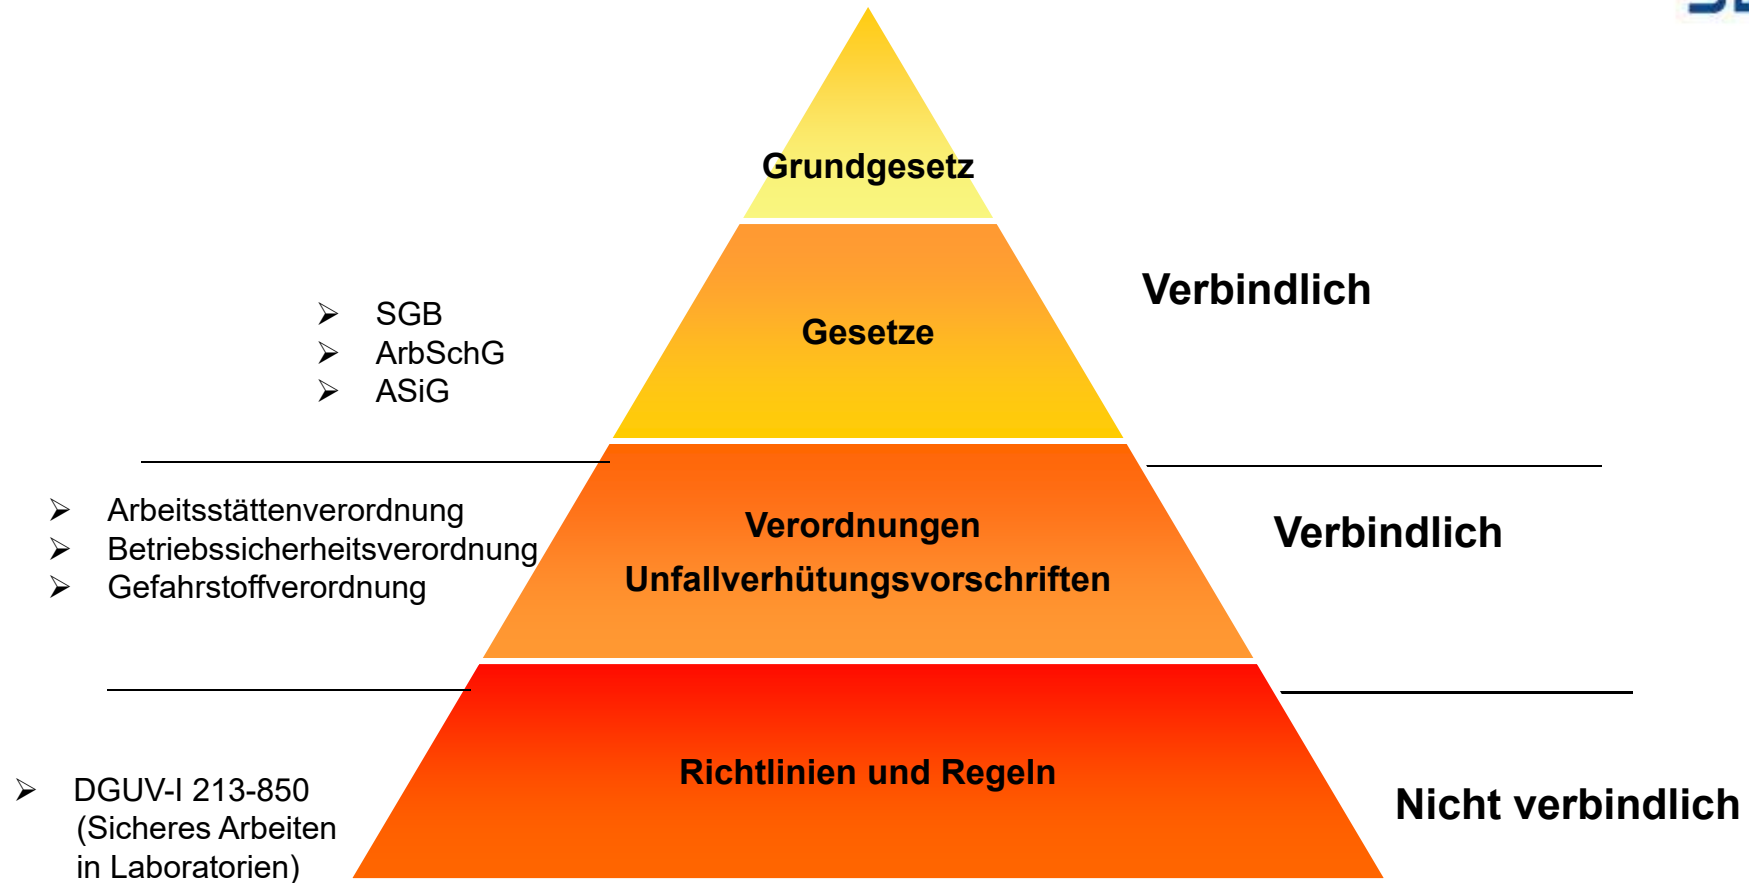 Grundgesetz
Verbindlich
SGB
ArbSchG
ASiG
Gesetze
Arbeitsstättenverordnung
Betriebssicherheitsverordnung
Gefahrstoffverordnung
Verordnungen
Unfallverhütungsvorschriften
Verbindlich
DGUV-I 213-850
(Sicheres Arbeiten
in Laboratorien)
Richtlinien und Regeln
Nicht verbindlich